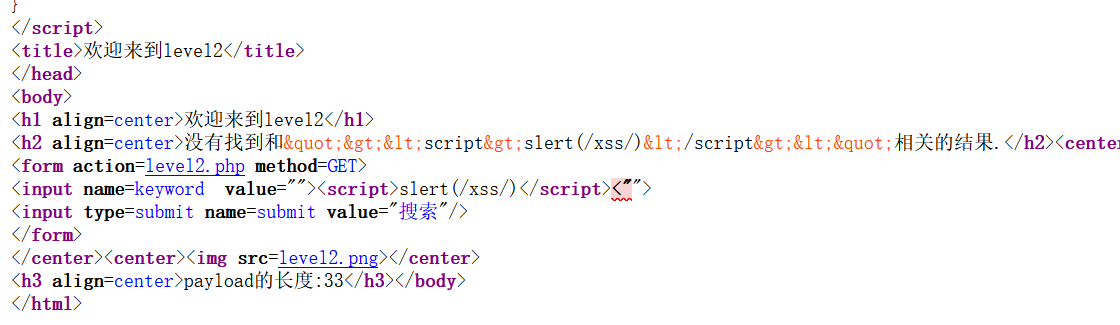 }
</script>
<title>欢迎来到level2</title>
</head>
<body>
<h1 align=center>欢迎来到level2</h1>
<h2 align=center>没有找到和&quot;&gt;&lt;script&gt;slert(/xss/)&lt;/script&gt;&lt;&quot;相关的结果.</h2><cente
<form action=level2.php method=GET>
<input name=keyword  value=""><script>slert(/xss/)</script><"">
<input type=submit name=submit value="搜索"/>
</form>
</center><center><img src=level2.png></center>
<h3 align=center>payload的长度:33</h3></body>
</html>